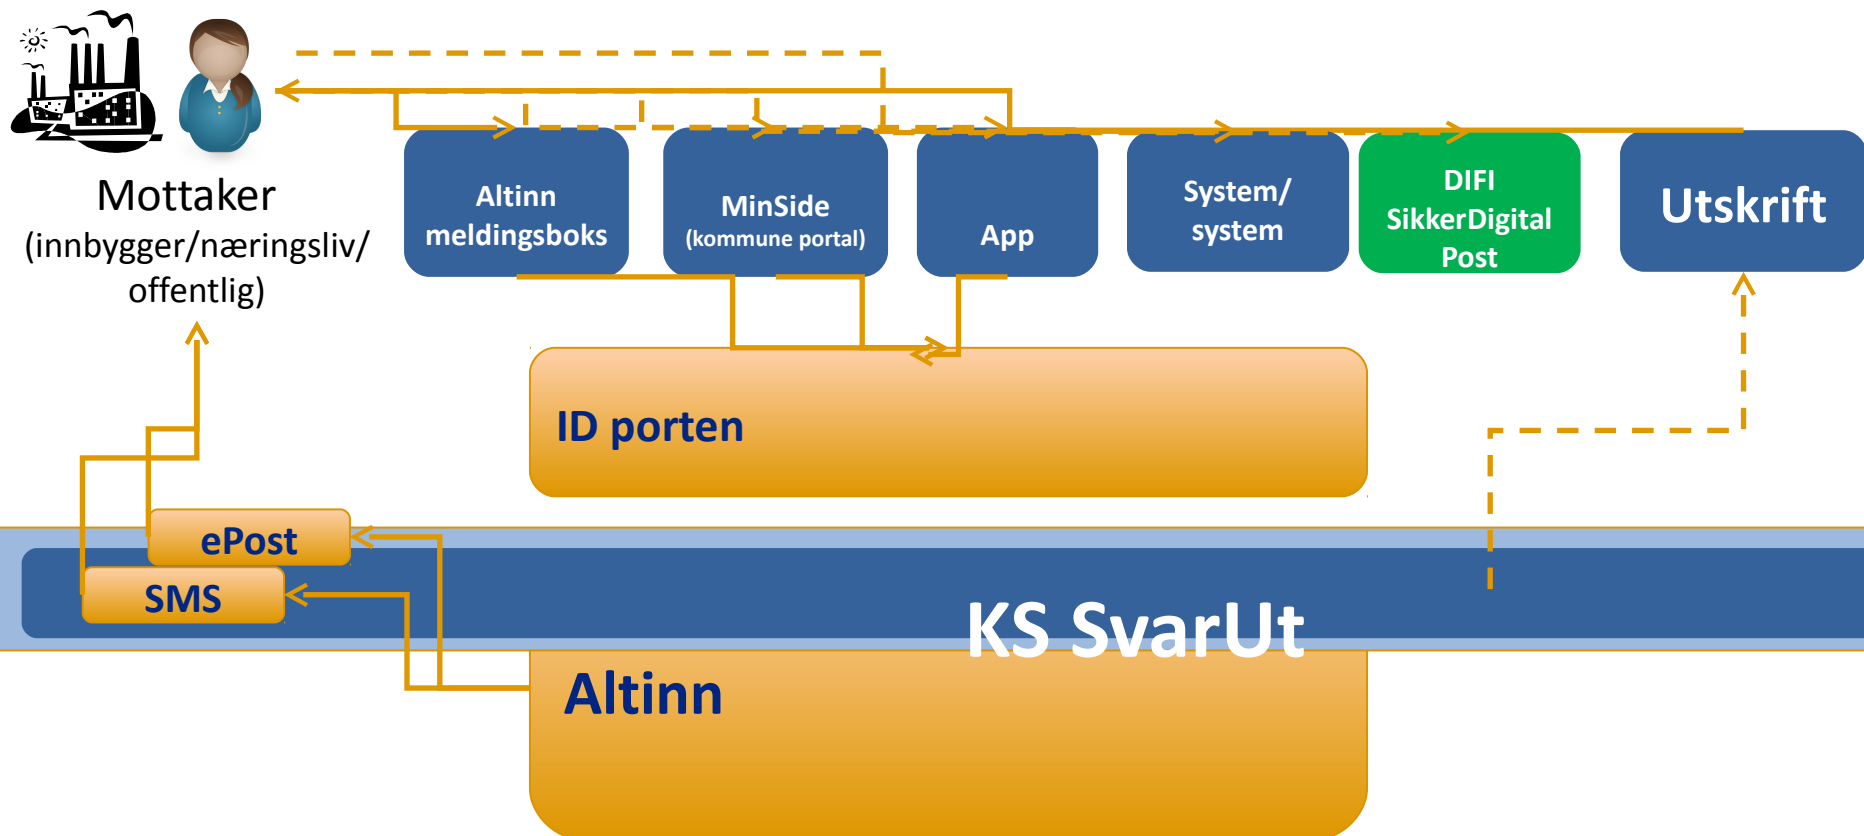 Mottaker
(innbygger/næringsliv/
offentlig)
Altinn
meldingsboks
MinSide
(kommune portal)
App
System/
system
DIFI
SikkerDigital
Post
Utskrift
ID porten
ePost
SMS
KS SvarUt
Altinn